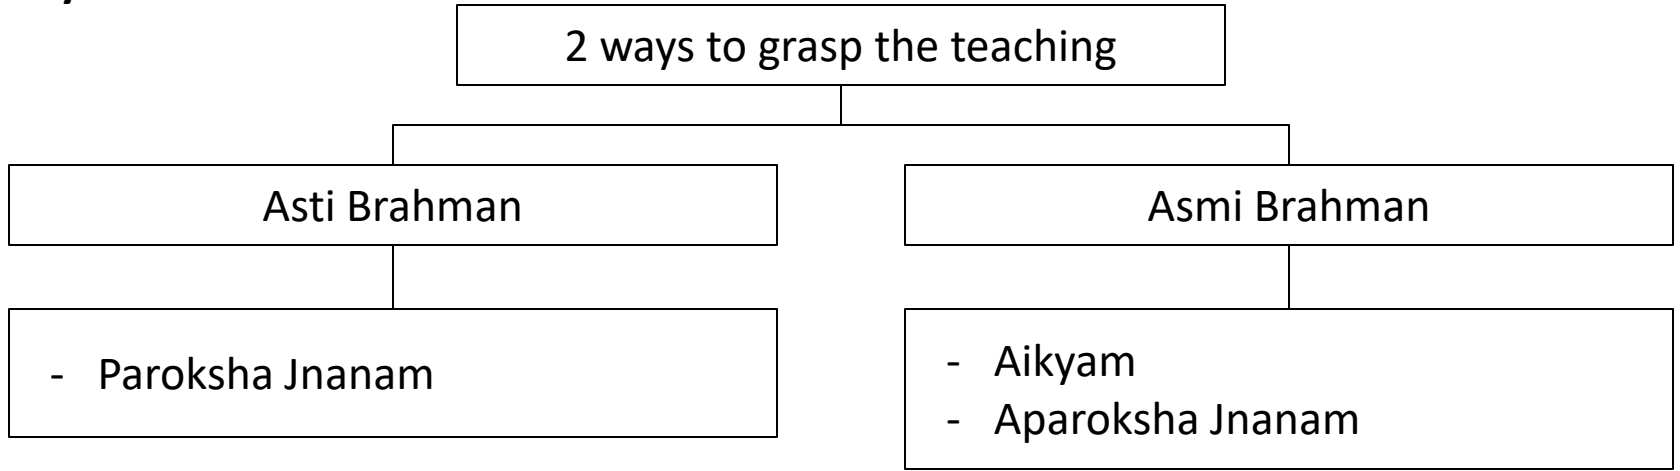 2 ways to grasp the teaching
Asti Brahman
Asmi Brahman
- Paroksha Jnanam
- Aikyam
- Aparoksha Jnanam